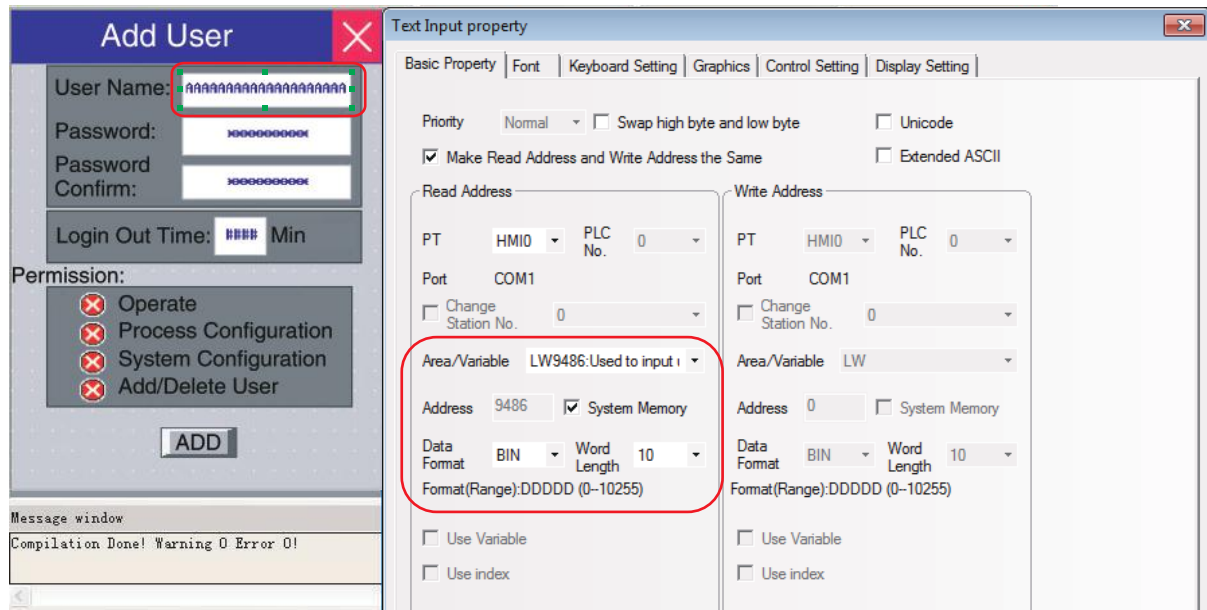 Add User
User Name: AAAAAAAAAAAAAAAAAAAA
Password: **********
Password
Confirm: **********
Login Out Time: #### Min
Permission:
Operate
Process Configuration
System Configuration
Add/Delete User
ADD
Message window
Compilation Done! Warning 0 Error 0!
Text Input property
Basic Property Font Keyboard Setting Graphics Control Setting Display Setting
Priority Normal Swap high byte and low byte Unicode
Make Read Address and Write Address the Same Extended ASCII
Read Address
PT HMI0 PLC No. 0
Port COM1
Change Station No. 0
Area/Variable LW9486:Used to input
Address 9486 System Memory
Data Format BIN Word Length 10
Format(Range):DDDDD (0--10255)
Use Variable
Use index
Write Address
PT HMI0 PLC No. 0
Port COM1
Change Station No. 0
Area/Variable LW
Address 0 System Memory
Data Format BIN Word Length 10
Format(Range):DDDDD (0--10255)
Use Variable
Use index